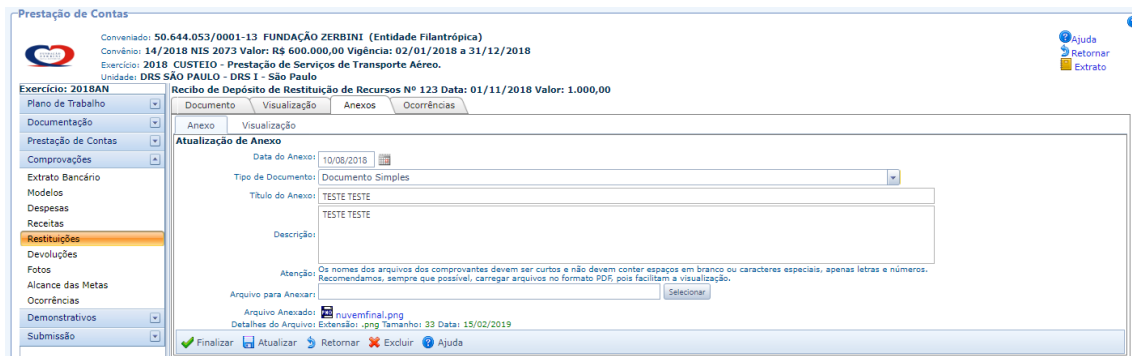 Prestação de Contas
Conveniado: 50.644.053/0001-13 FUNDAÇÃO ZERBINI (Entidade Filantrópica)
Convênio: 14/2018 NIS 2073 Valor: R$ 600.000,00 Vigência: 02/01/2018 a 31/12/2018
Exercício: 2018 CUSTEIO - Prestação de Serviços de Transporte Aéreo.
Unidade: DRS SÃO PAULO - DRS I - São Paulo
Ajuda
Retornar
Extrato
Exercício: 2018AN
Plano de Trabalho
Documentação
Prestação de Contas
Comprovações
Extrato Bancário
Modelos
Despesas
Receitas
Restituições
Devoluções
Fotos
Alcance das Metas
Ocorrências
Demonstrativos
Submissão
Recibo de Depósito de Restituição de Recursos Nº 123 Data: 01/11/2018 Valor: 1.000,00
Documento Visualização Anexos Ocorrências
Anexo Visualização
Atualização de Anexo
Data do Anexo: 10/08/2018
Tipo de Documento: Documento Simples
Título do Anexo: TESTE TESTE
Descrição: TESTE TESTE
Atenção: Os nomes dos arquivos dos comprovantes devem ser curtos e não devem conter espaços em branco ou caracteres especiais, apenas letras e números.
Recomendamos, sempre que possível, carregar arquivos no formato PDF, pois facilitam a visualização.
Arquivo para Anexar: Selecionar
Arquivo Anexado: nuvemfinal.png
Detalhes do Arquivo: Extensão: .png Tamanho: 33 Data: 15/02/2019
Finalizar Atualizar Retornar Excluir Ajuda